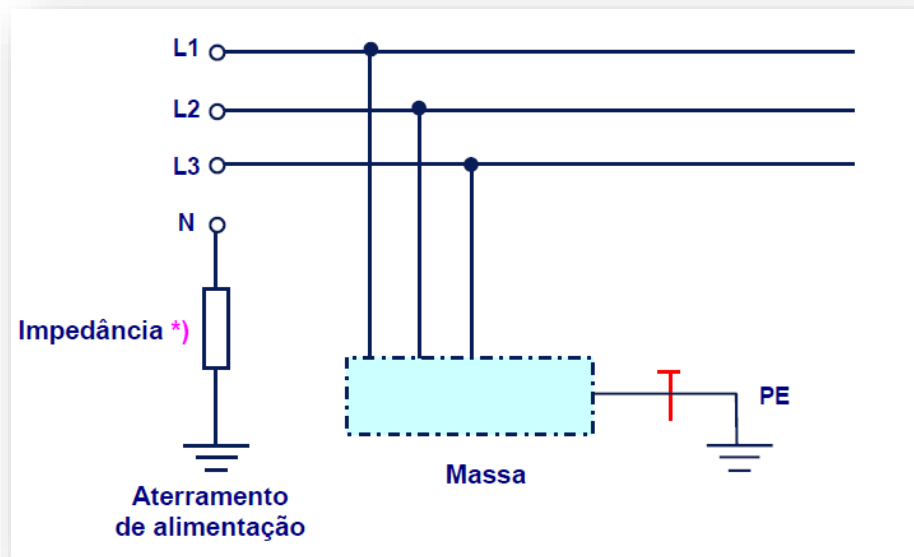 L1
L2
L3
N
Impedância *)
PE
Massa
Aterramento
de alimentação